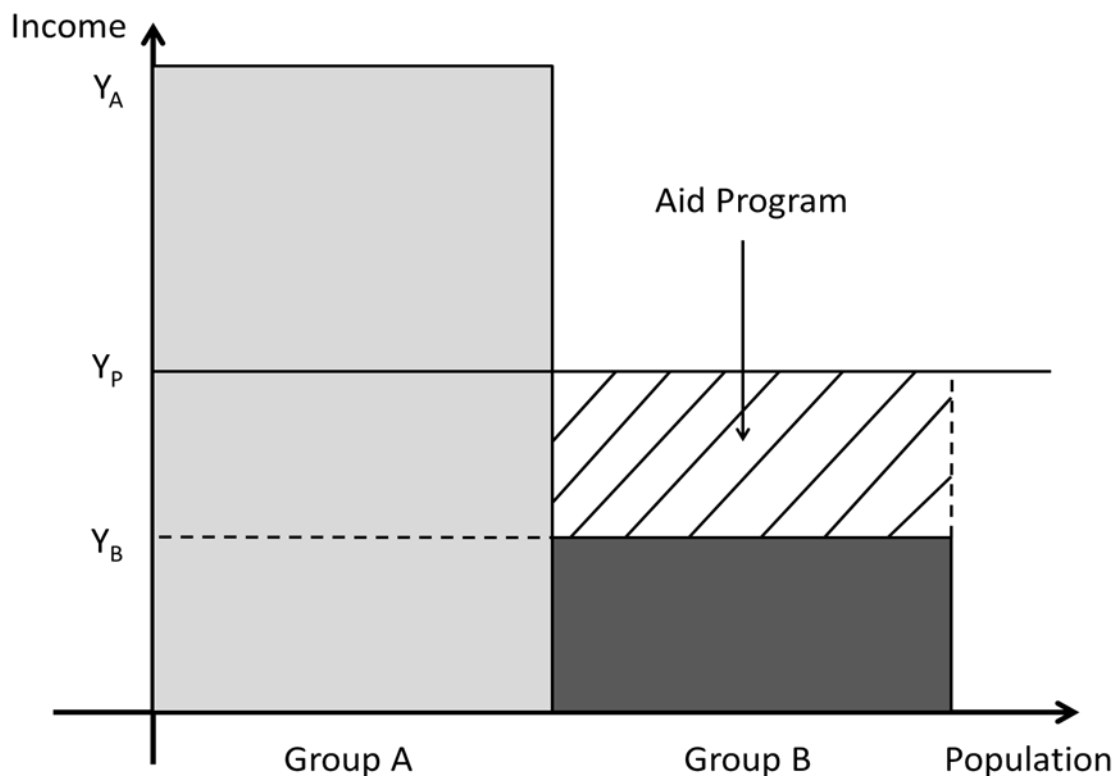 Income
Y_A
Aid Program
Y_P
Y_B
Group A
Group B
Population